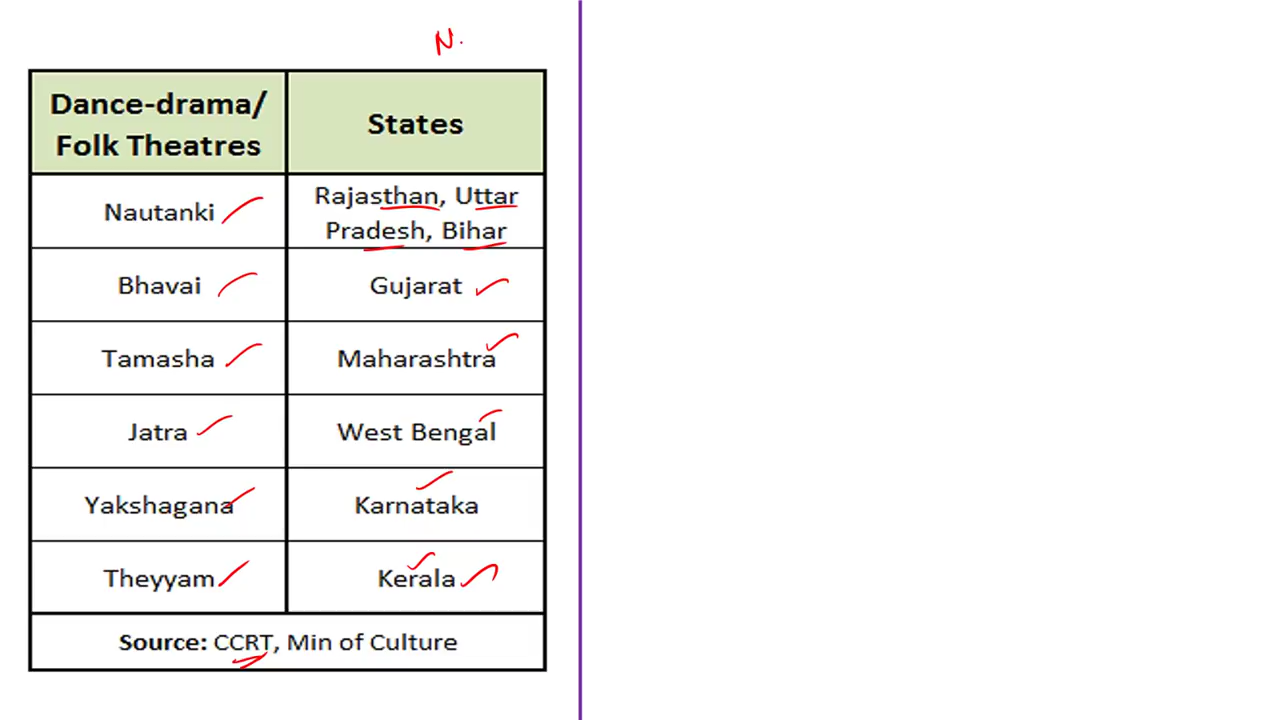 N.
Dance-drama/
Folk Theatres
States
Nautanki
Rajasthan, Uttar
Pradesh, Bihar
Bhavai
Gujarat
Tamasha
Maharashtra
Jatra
West Bengal
Yakshagana
Karnataka
Theyyam
Kerala
Source: CCRT, Min of Culture